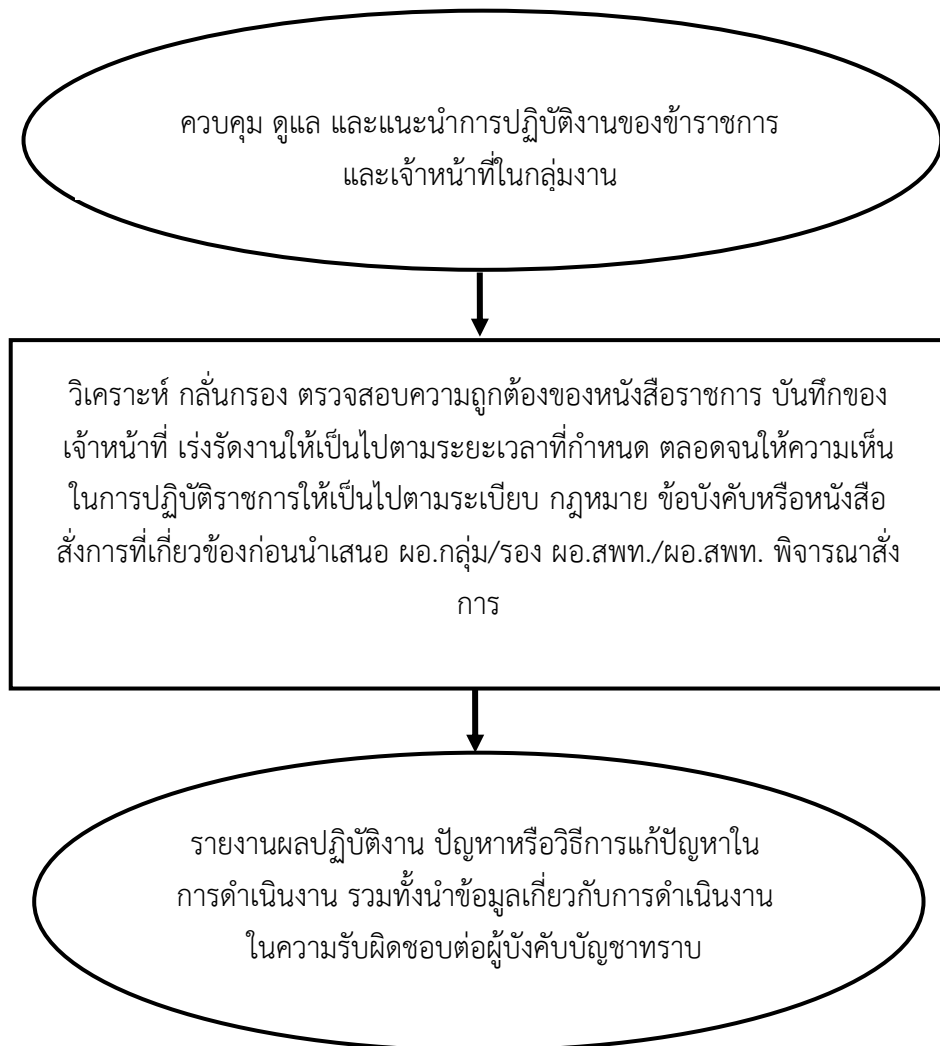 ควบคุม ดูแล และแนะนำการปฏิบัติงานของข้าราชการ
และเจ้าหน้าที่ในกลุ่มงาน
วิเคราะห์ กลั่นกรอง ตรวจสอบความถูกต้องของหนังสือราชการ บันทึกของ
เจ้าหน้าที่ เร่งรัดงานให้เป็นไปตามระยะเวลาที่กำหนด ตลอดจนให้ความเห็น
ในการปฏิบัติราชการให้เป็นไปตามระเบียบ กฎหมาย ข้อบังคับหรือหนังสือ
สั่งการที่เกี่ยวข้องก่อนนำเสนอ ผอ.กลุ่ม/รอง ผอ.สพท./ผอ.สพท. พิจารณาสั่ง
การ
รายงานผลปฏิบัติงาน ปัญหาหรือวิธีการแก้ปัญหาใน
การดำเนินงาน รวมทั้งนำข้อมูลเกี่ยวกับการดำเนินงาน
ในความรับผิดชอบต่อผู้บังคับบัญชาทราบ